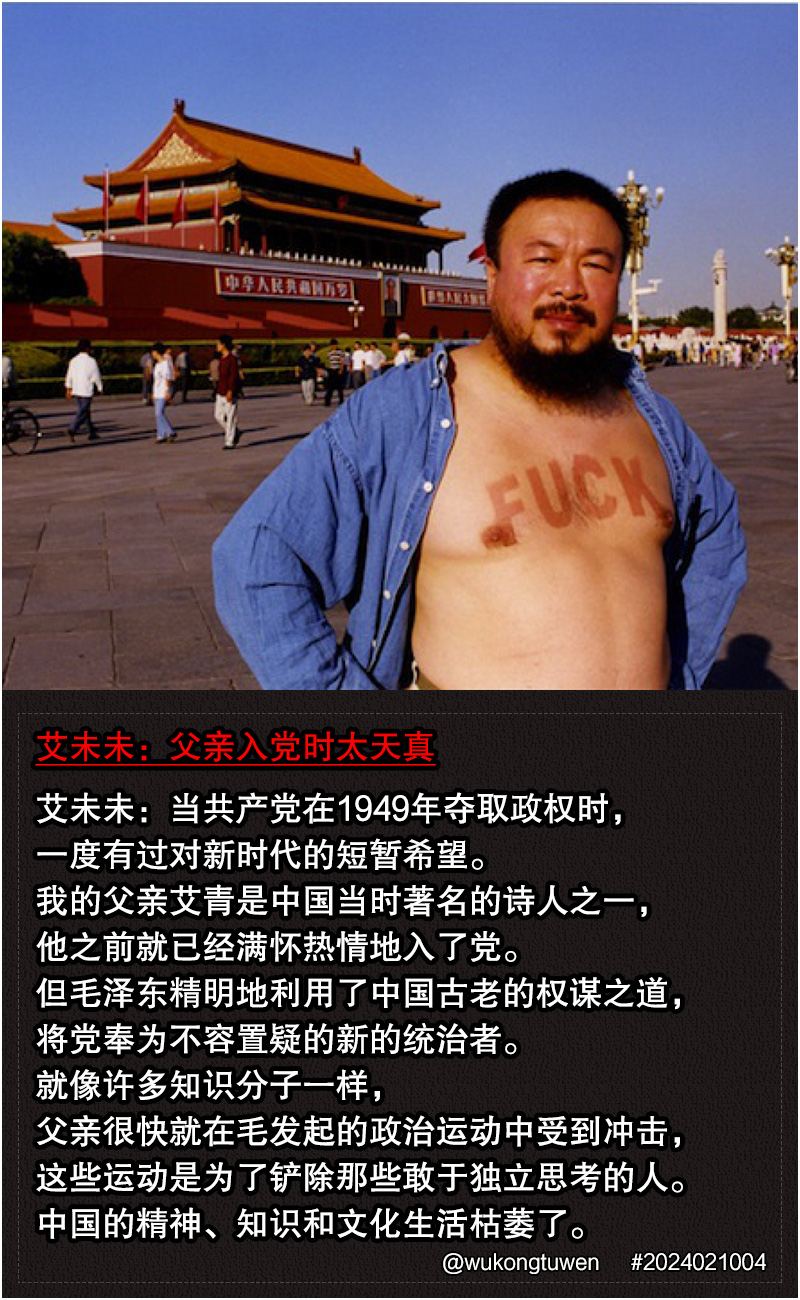 中华人民共和国万岁
FUCK
艾未未：父亲入党时太天真
艾未未：当共产党在1949年夺取政权时，
一度有过对新时代的短暂希望。
我的父亲艾青是中国当时著名的诗人之一，
他之前就已经满怀热情地入了党。
但毛泽东精明地利用了中国古老的权谋之道，
将党奉为不容置疑的新的统治者。
就像许多知识分子一样，
父亲很快就在毛发起的政治运动中受到冲击，
这些运动是为了铲除那些敢于独立思考的人。
中国的精神、知识和文化生活枯萎了。
@wukongtuwen #2024021004